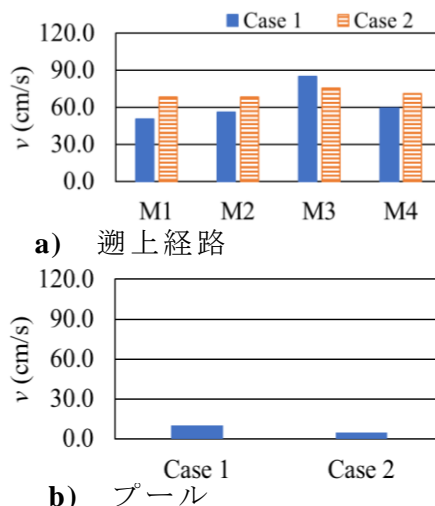 Case 1 Case 2
120.0
90.0
60.0
30.0
0.0
v (cm/s)
M1 M2 M3 M4
a) 遡上経路
120.0
90.0
60.0
30.0
0.0
v (cm/s)
Case 1 Case 2
b) プール